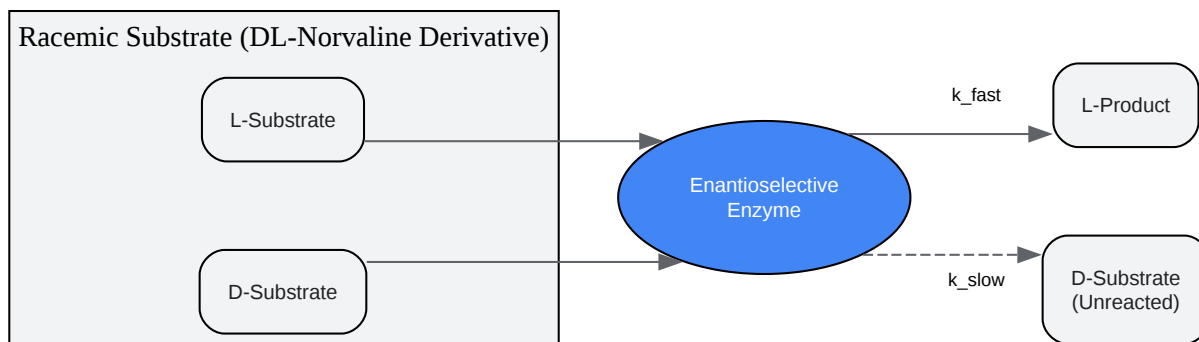 Racemic Substrate (DL-Norvaline Derivative)
L-Substrate
D-Substrate
Enantioselective
Enzyme
k_fast
L-Product
k_slow
D-Substrate
(Unreacted)